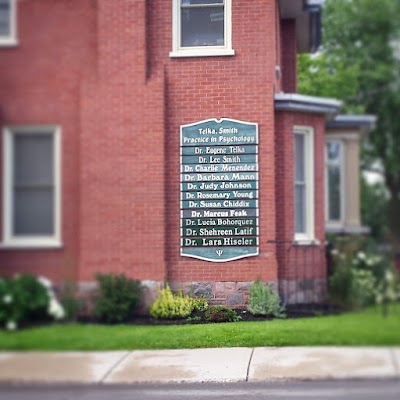 Telka, Smith
Practice in Psychology
Dr. Eugene Telka
Dr. Lee Smith
Dr. Charlie Menendez
Dr. Barbara Mann
Dr. Judy Johnson
Dr. Rosemary Young
Dr. Susan Chiddix
Dr. Marcus Feak
Dr. Lucia Bohorquez
Dr. Shehreen Latif
Dr. Lara Hiseler
Ψ